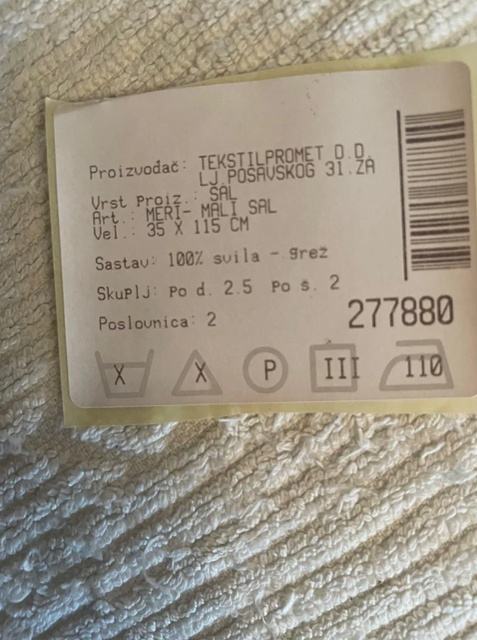 Proizvođač: TEKSTILPROMET D.D.
LJ.POSAVSKOG 31.ZA
Vrst Proiz.: ŠAL
Art.: MERI- MALI ŠAL
Vel.: 35 X 115 CM
Sastav: 100% svila - grež
Skuplj: Po d. 2.5 Po š. 2
Poslovnica: 2
277880
X X P III 110